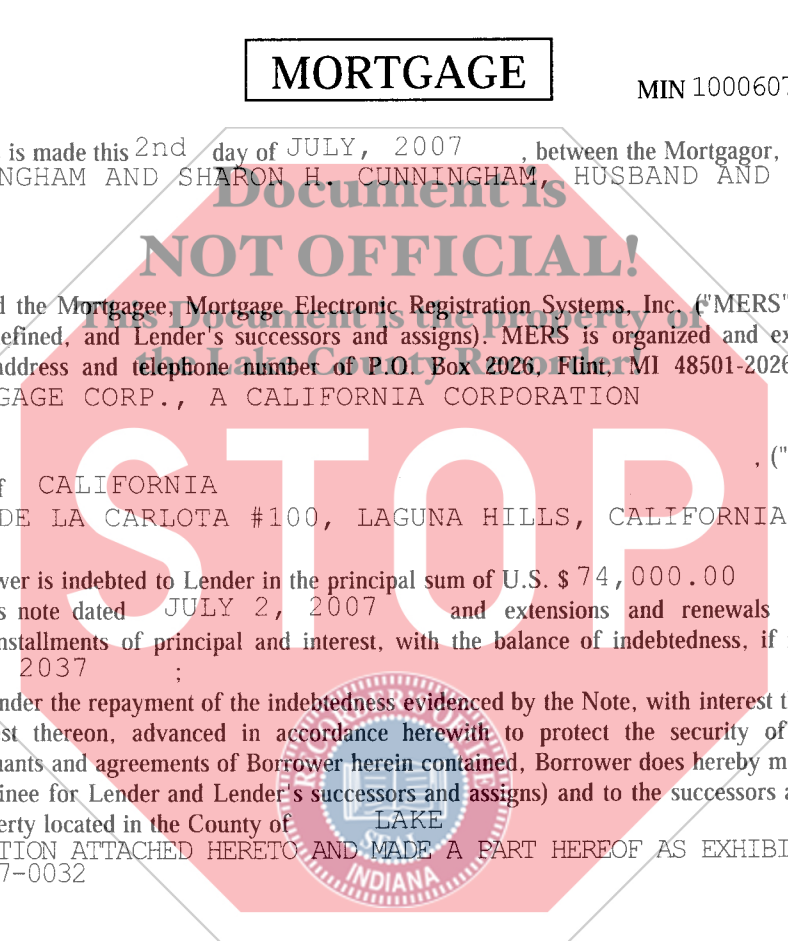 MORTGAGE
MIN 1000607
is made this 2nd day of JULY, 2007 , between the Mortgagor,
NGHAM AND SHARON H. CUNNINGHAM, HUSBAND AND
Document is
NOT OFFICIAL!
This Document is the property of
the Lake County Recorder!
d the Mortgagee, Mortgage Electronic Registration Systems, Inc. ("MERS"
efined, and Lender's successors and assigns). MERS is organized and ex
address and telephone number of P.O. Box 2026, Flint, MI 48501-2026
GAGE CORP., A CALIFORNIA CORPORATION
, ("
f CALIFORNIA
DE LA CARLOTA #100, LAGUNA HILLS, CALIFORNIA
STOP
wer is indebted to Lender in the principal sum of U.S. $ 74,000.00
s note dated JULY 2, 2007 and extensions and renewals
nstallments of principal and interest, with the balance of indebtedness, if
2037 ;
nder the repayment of the indebtedness evidenced by the Note, with interest t
st thereon, advanced in accordance herewith to protect the security of
nants and agreements of Borrower herein contained, Borrower does hereby m
inee for Lender and Lender's successors and assigns) and to the successors a
erty located in the County of LAKE
TION ATTACHED HERETO AND MADE A PART HEREOF AS EXHIBI
7-0032
SEAL
INDIANA